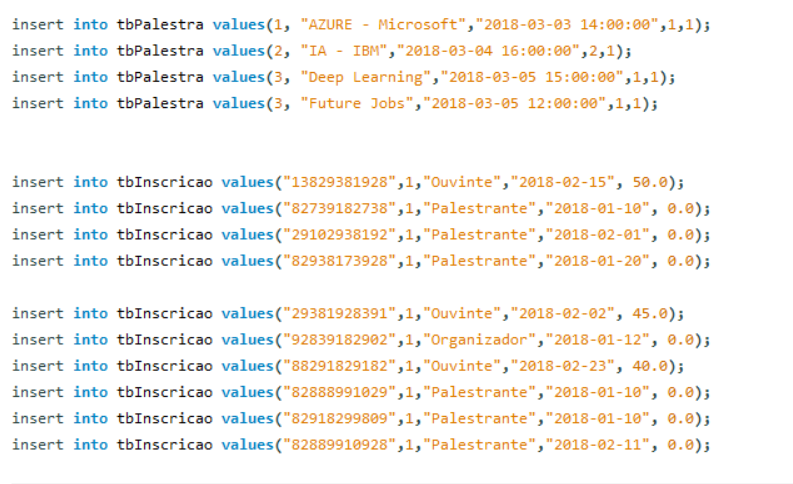 insert into tbPalestra values(1, "AZURE - Microsoft","2018-03-03 14:00:00",1,1);
insert into tbPalestra values(2, "IA - IBM","2018-03-04 16:00:00",2,1);
insert into tbPalestra values(3, "Deep Learning","2018-03-05 15:00:00",1,1);
insert into tbPalestra values(3, "Future Jobs","2018-03-05 12:00:00",1,1);
insert into tbInscricao values("13829381928",1,"Ouvinte","2018-02-15", 50.0);
insert into tbInscricao values("82739182738",1,"Palestrante","2018-01-10", 0.0);
insert into tbInscricao values("29102938192",1,"Palestrante","2018-02-01", 0.0);
insert into tbInscricao values("82938173928",1,"Palestrante","2018-01-20", 0.0);
insert into tbInscricao values("29381928391",1,"Ouvinte","2018-02-02", 45.0);
insert into tbInscricao values("92839182902",1,"Organizador","2018-01-12", 0.0);
insert into tbInscricao values("88291829182",1,"Ouvinte","2018-02-23", 40.0);
insert into tbInscricao values("82888991029",1,"Palestrante","2018-01-10", 0.0);
insert into tbInscricao values("82918299809",1,"Palestrante","2018-01-10", 0.0);
insert into tbInscricao values("82889910928",1,"Palestrante","2018-02-11", 0.0);